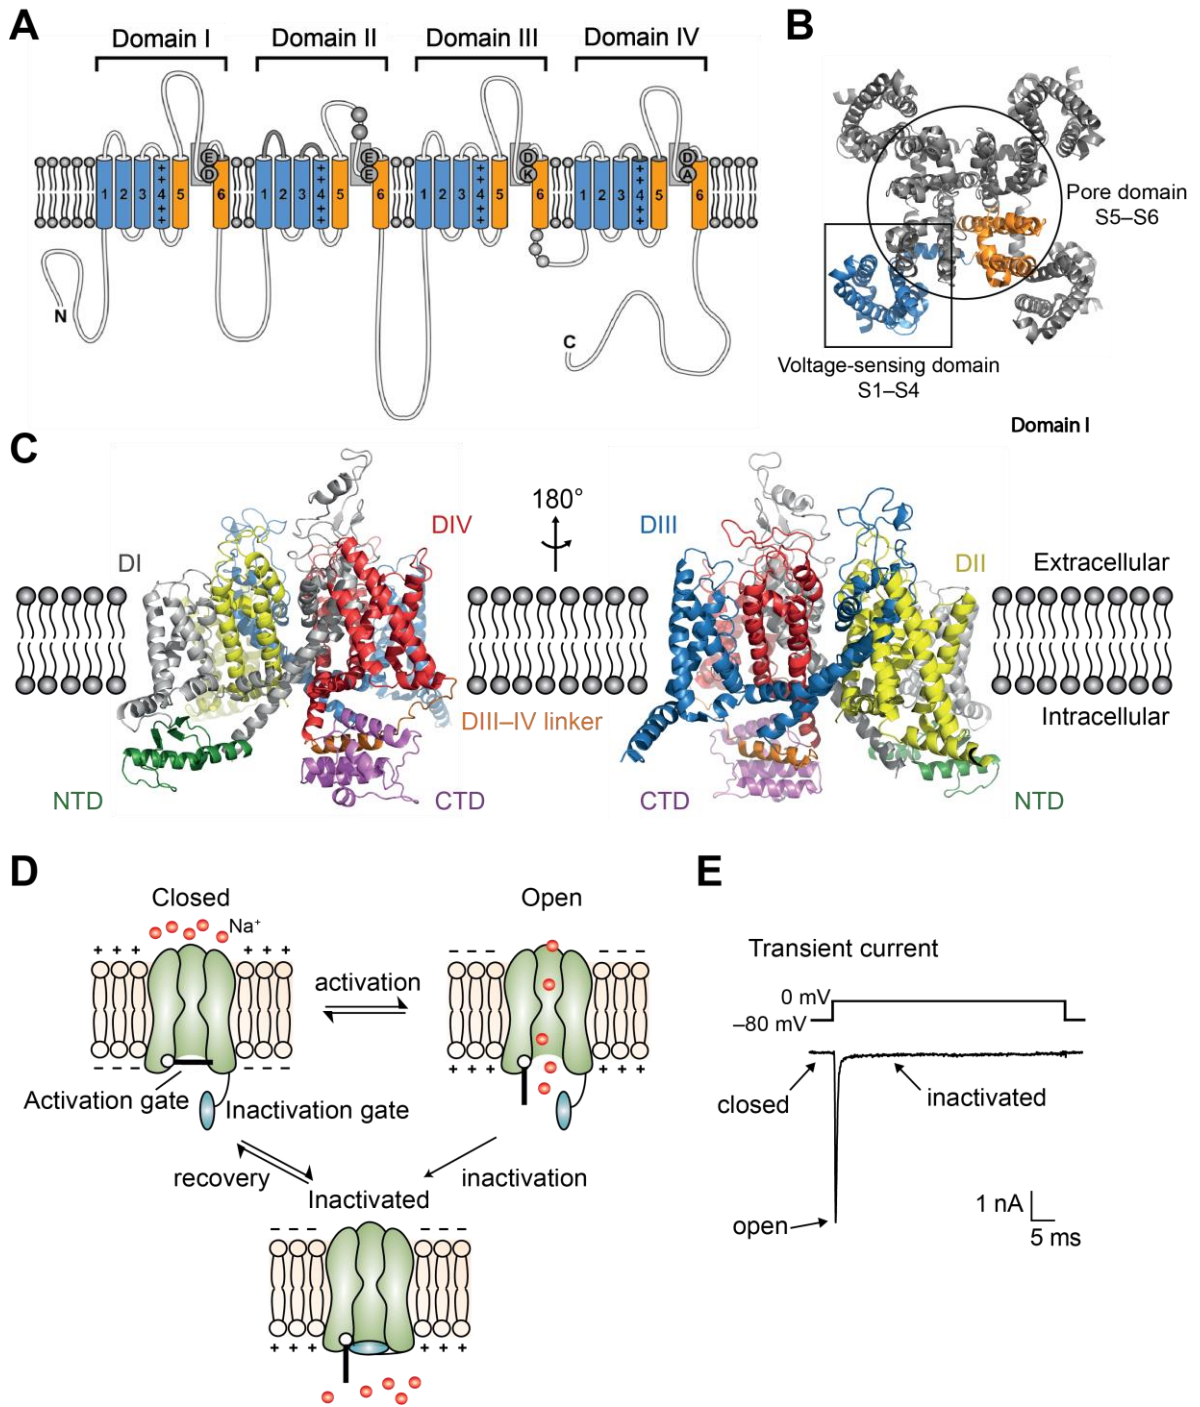 A
Domain I
Domain II
Domain III
Domain IV
E
D
E
E
D
K
D
A
1 2 3 4 5 6
1 2 3 4 5 6
1 2 3 4 5 6
1 2 3 4 5 6
+ + + +
+ + + +
+ + + +
+ + + +
N
C
B
Pore domain
S5–S6
Voltage-sensing domain
S1–S4
Domain I
C
DI
DIV
180°
DIII
DII
Extracellular
Intracellular
DIII–IV linker
NTD
CTD
CTD
NTD
D
Closed
Na⁺
+ + + + + +
– – – – – –
Activation gate
Inactivation gate
activation
Open
– – – – – –
+ + + + + +
recovery
inactivation
Inactivated
– – – – – –
+ + + + + +
E
Transient current
0 mV
–80 mV
closed
inactivated
open
1 nA
5 ms